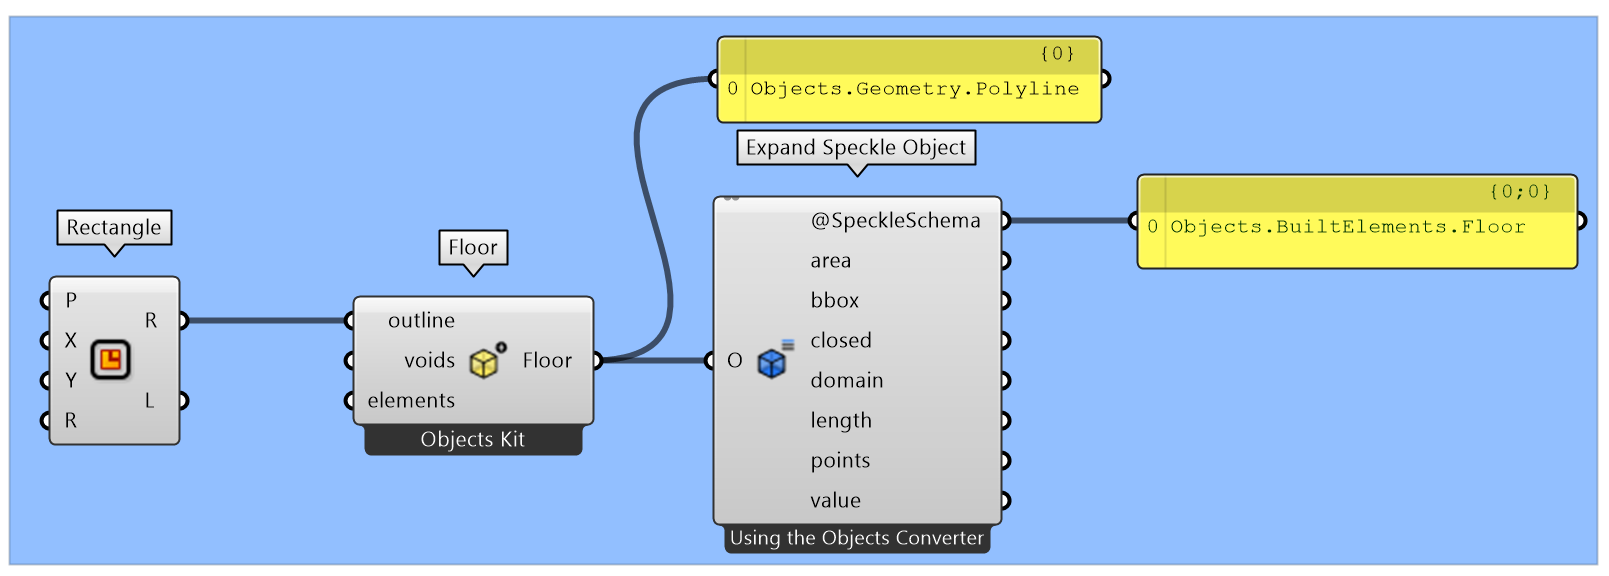 {0}
0 Objects.Geometry.Polyline
Expand Speckle Object
{0;0}
0 Objects.BuiltElements.Floor
Rectangle
P
X
Y
R
R
L
Floor
outline
voids
elements
Floor
Objects Kit
O
@SpeckleSchema
area
bbox
closed
domain
length
points
value
Using the Objects Converter